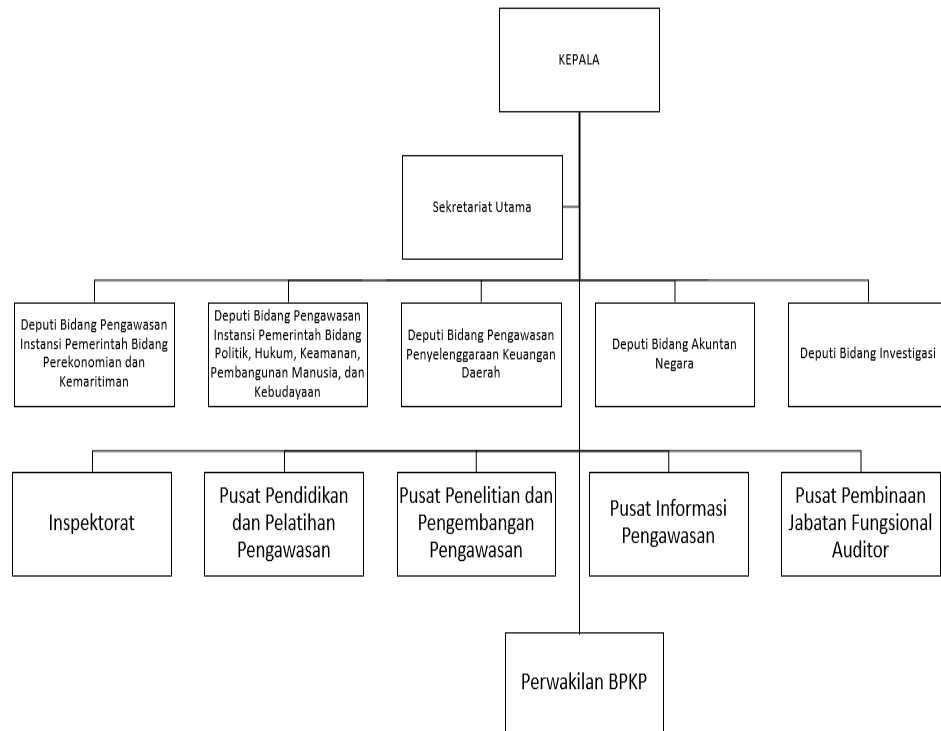 KEPALA
Sekretariat Utama
Deputi Bidang Pengawasan
Instansi Pemerintah Bidang
Perekonomian dan
Kemaritiman
Deputi Bidang Pengawasan
Instansi Pemerintah Bidang
Politik, Hukum, Keamanan,
Pembangunan Manusia, dan
Kebudayaan
Deputi Bidang Pengawasan
Penyelenggaraan Keuangan
Daerah
Deputi Bidang Akuntan
Negara
Deputi Bidang Investigasi
Inspektorat
Pusat Pendidikan
dan Pelatihan
Pengawasan
Pusat Penelitian dan
Pengembangan
Pengawasan
Pusat Informasi
Pengawasan
Pusat Pembinaan
Jabatan Fungsional
Auditor
Perwakilan BPKP